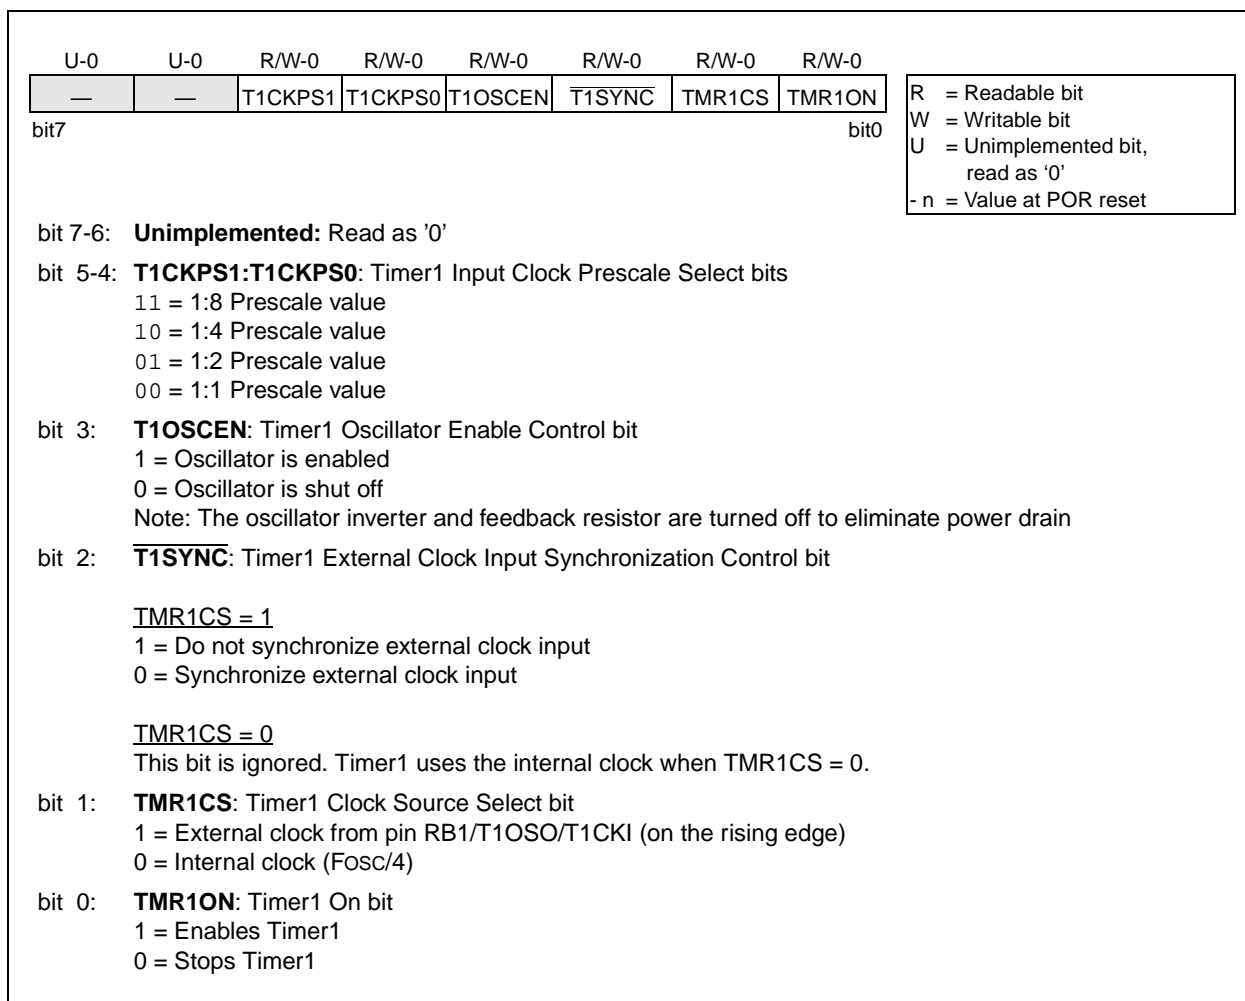 U-0 U-0 R/W-0 R/W-0 R/W-0 R/W-0 R/W-0 R/W-0
— — T1CKPS1 T1CKPS0 T1OSCEN T1SYNC TMR1CS TMR1ON
bit7 bit0
R = Readable bit
W = Writable bit
U = Unimplemented bit,
read as ‘0’
- n = Value at POR reset
bit 7-6: Unimplemented: Read as '0'
bit 5-4: T1CKPS1:T1CKPS0: Timer1 Input Clock Prescale Select bits
11 = 1:8 Prescale value
10 = 1:4 Prescale value
01 = 1:2 Prescale value
00 = 1:1 Prescale value
bit 3: T1OSCEN: Timer1 Oscillator Enable Control bit
1 = Oscillator is enabled
0 = Oscillator is shut off
Note: The oscillator inverter and feedback resistor are turned off to eliminate power drain
bit 2: T1SYNC: Timer1 External Clock Input Synchronization Control bit
TMR1CS = 1
1 = Do not synchronize external clock input
0 = Synchronize external clock input
TMR1CS = 0
This bit is ignored. Timer1 uses the internal clock when TMR1CS = 0.
bit 1: TMR1CS: Timer1 Clock Source Select bit
1 = External clock from pin RB1/T1OSO/T1CKI (on the rising edge)
0 = Internal clock (FOSC/4)
bit 0: TMR1ON: Timer1 On bit
1 = Enables Timer1
0 = Stops Timer1